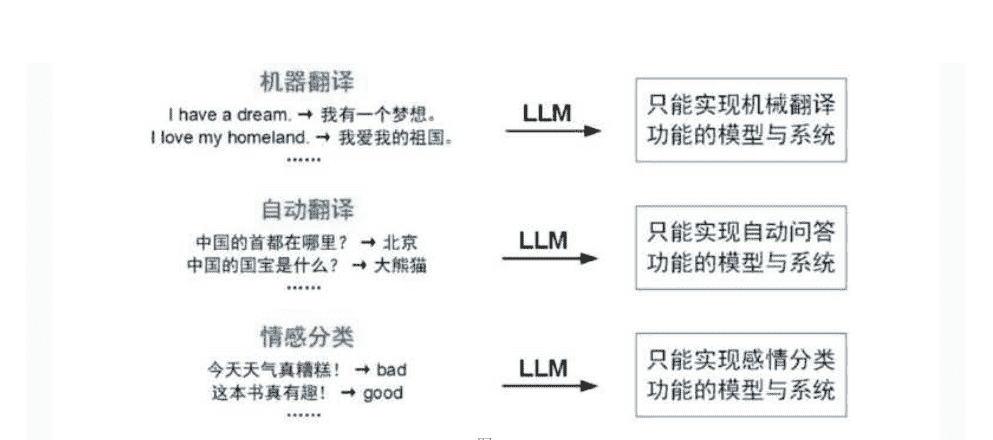 机器翻译
I have a dream. → 我有一个梦想。
I love my homeland. → 我爱我的祖国。
······
LLM
只能实现机械翻译
功能的模型与系统
自动翻译
中国的首都在哪里？ → 北京
中国的国宝是什么？ → 大熊猫
······
LLM
只能实现自动问答
功能的模型与系统
情感分类
今天天气真糟糕！ → bad
这本书真有趣！ → good
······
LLM
只能实现感情分类
功能的模型与系统